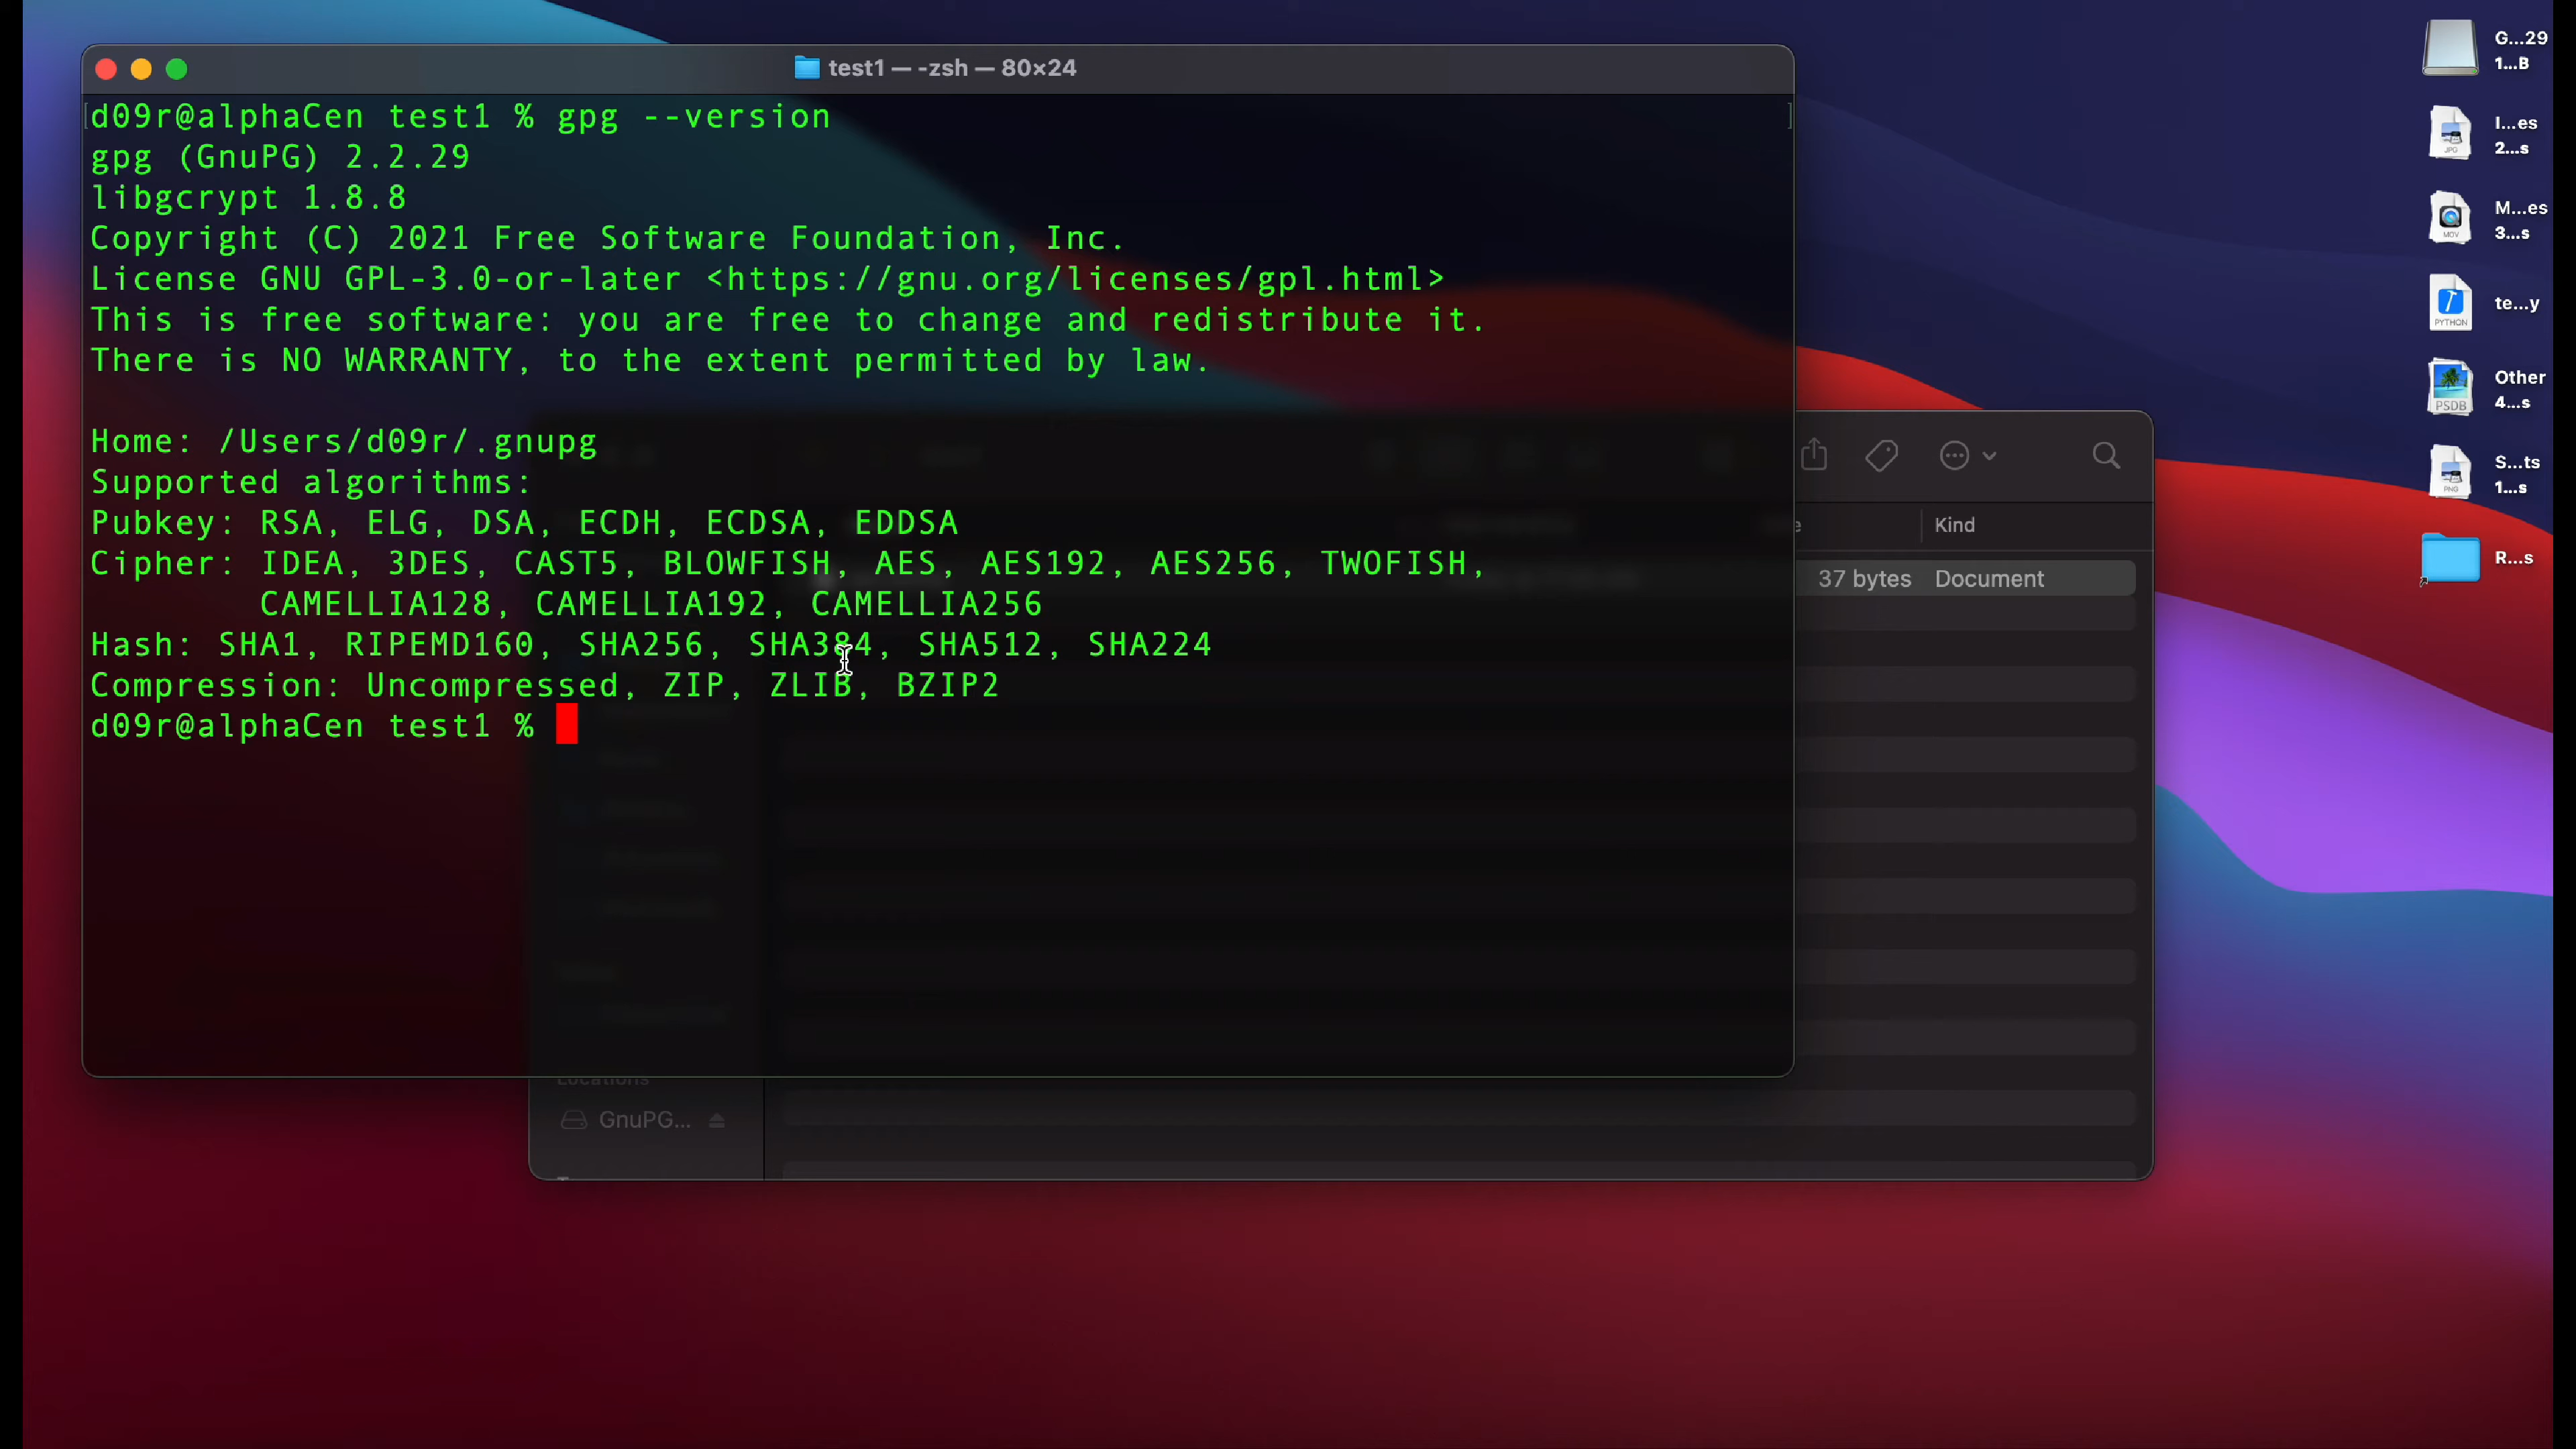 test1 — -zsh — 80×24
d09r@alphaCen test1 % gpg --version
gpg (GnuPG) 2.2.29
libgcrypt 1.8.8
Copyright (C) 2021 Free Software Foundation, Inc.
License GNU GPL-3.0-or-later <https://gnu.org/licenses/gpl.html>
This is free software: you are free to change and redistribute it.
There is NO WARRANTY, to the extent permitted by law.
Home: /Users/d09r/.gnupg
Supported algorithms:
Pubkey: RSA, ELG, DSA, ECDH, ECDSA, EDDSA
Cipher: IDEA, 3DES, CAST5, BLOWFISH, AES, AES192, AES256, TWOFISH,
CAMELLIA128, CAMELLIA192, CAMELLIA256
Hash: SHA1, RIPEMD160, SHA256, SHA384, SHA512, SHA224
Compression: Uncompressed, ZIP, ZLIB, BZIP2
d09r@alphaCen test1 %
Kind
37 bytes Document
Locations
GnuPG...
G...29
1...B
I...es
2...s
JPG
M...es
3...s
MOV
te...y
PYTHON
Other
4...s
PSDB
S...ts
1...s
PNG
R...s